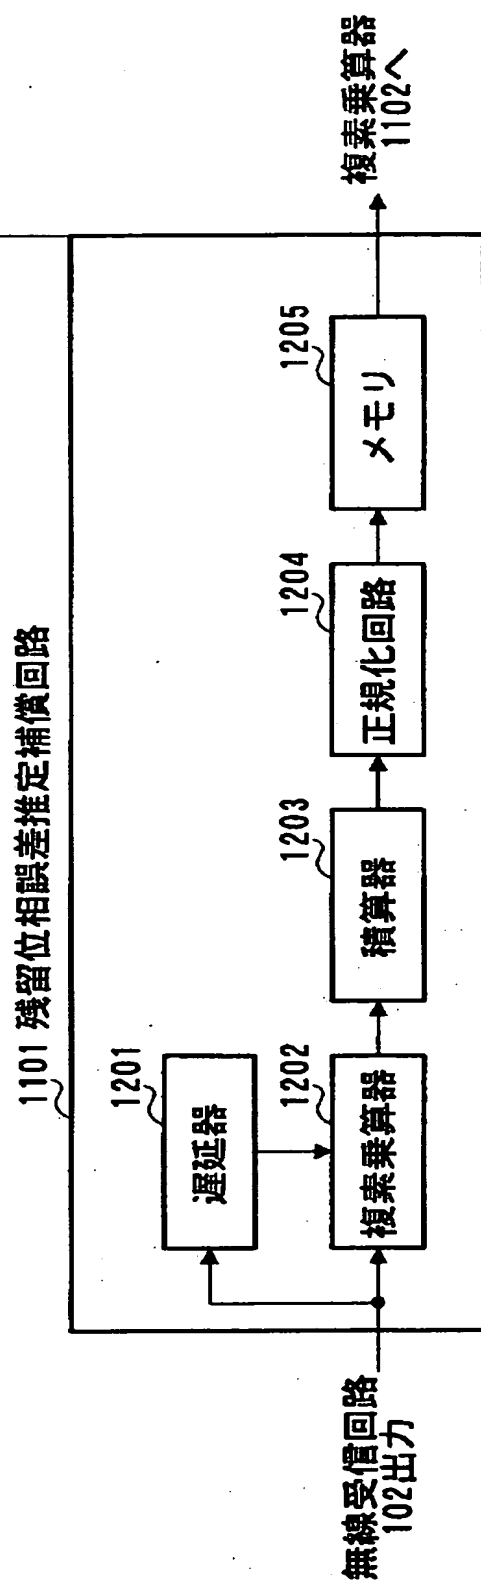 1101 残留位相誤差推定補償回路
無線受信回路
102出力
1201
遅延器
1202
複素乗算器
1203
積算器
1204
正規化回路
1205
メモリ
複素乗算器
1102へ